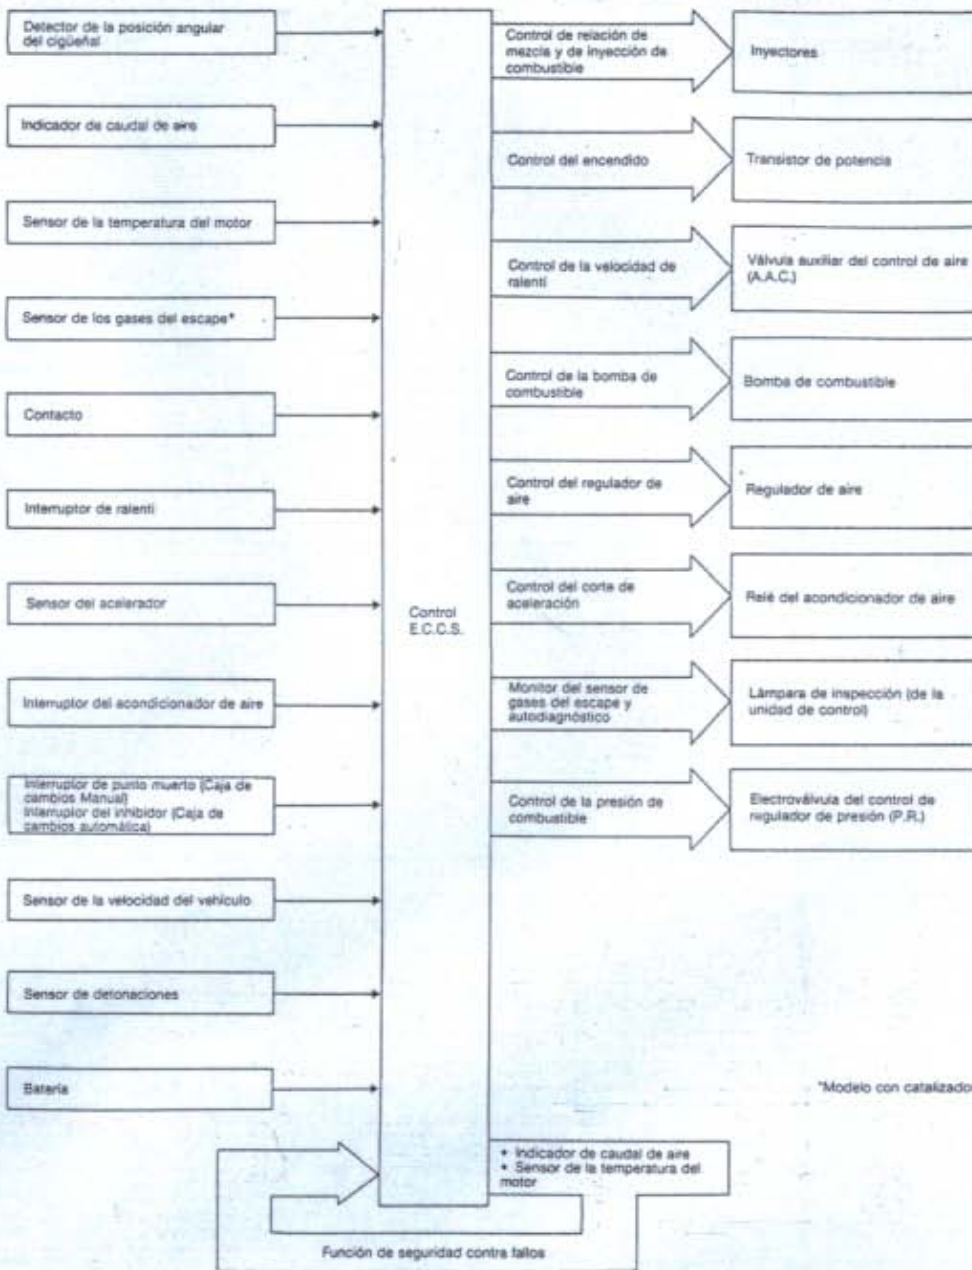 Detector de la posición angular
del cigüeñal
Indicador de caudal de aire
Sensor de la temperatura del motor
Sensor de los gases del escape*
Contacto
Interruptor de ralentí
Sensor del acelerador
Interruptor del acondicionador de aire
Interruptor de punto muerto (Caja de
cambios Manual)
Interruptor del inhibidor (Caja de
cambios automática)
Sensor de la velocidad del vehículo
Sensor de detonaciones
Batería
Control
E.C.C.S.
Control de relación de
mezcla y de inyección de
combustible
Inyectores
Control del encendido
Transistor de potencia
Control de la velocidad de
ralentí
Válvula auxiliar del control de aire
(A.A.C.)
Control de la bomba de
combustible
Bomba de combustible
Control del regulador de
aire
Regulador de aire
Control del corte de
aceleración
Relé del acondicionador de aire
Monitor del sensor de
gases del escape y
autodiagnóstico
Lámpara de inspección (de la
unidad de control)
Control de la presión de
combustible
Electroválvula del control de
regulador de presión (P.R.)
*Modelo con catalizador
• Indicador de caudal de aire
• Sensor de la temperatura del
motor
Función de seguridad contra fallos